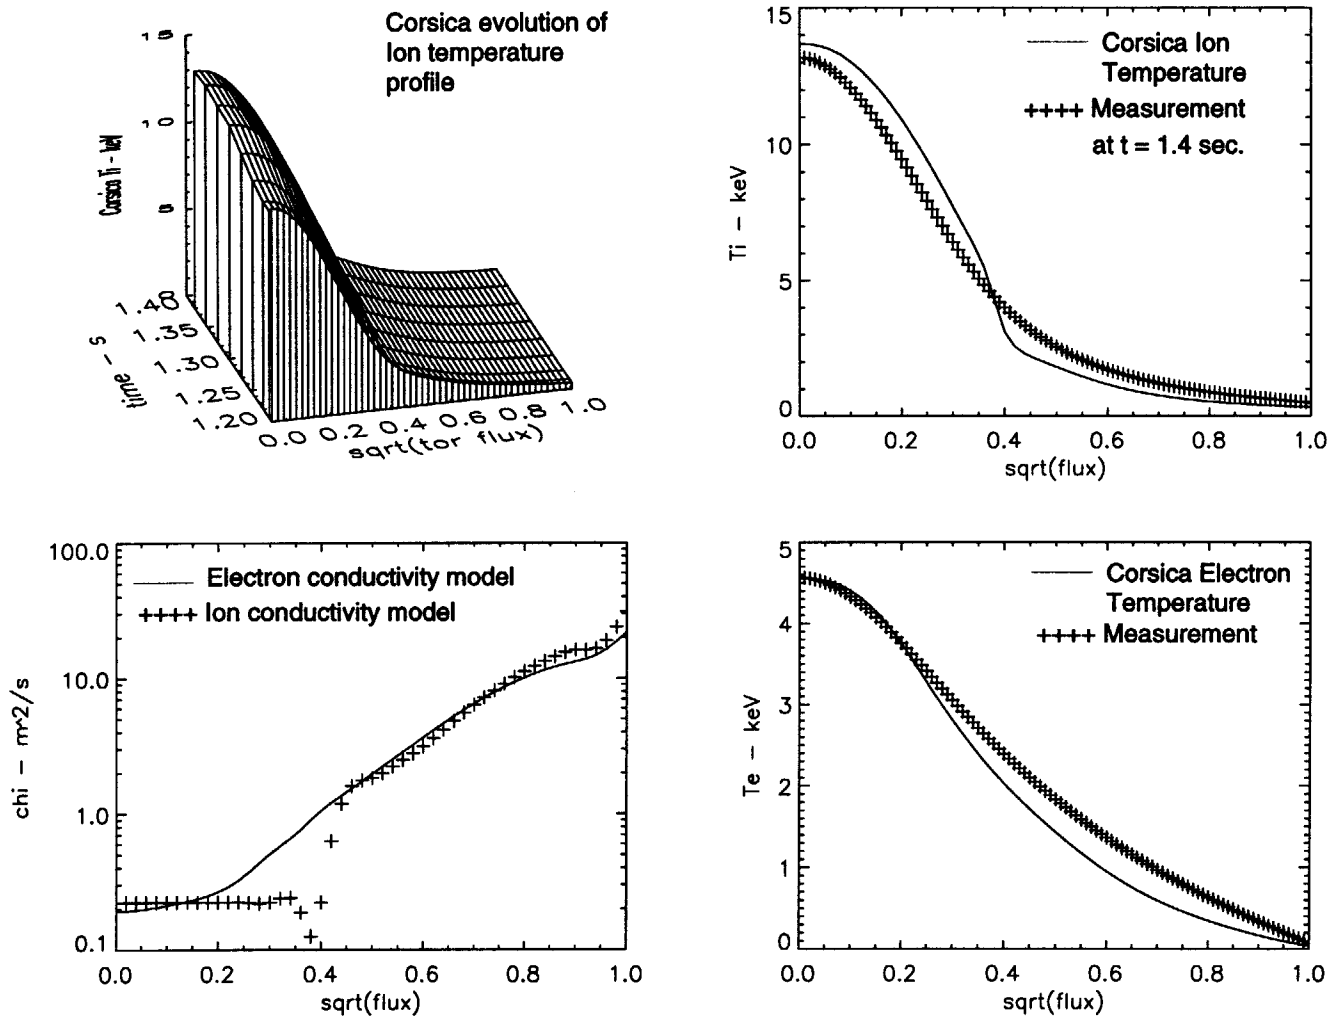 Corsica evolution of
Ion temperature
profile
15
10
5
Corsica Ti - keV
1.48
1.35
1.30
1.25
1.20
time - s
0.0 0.2 0.4 0.6 0.8 1.0
sqrt(tor flux)
15
10
5
0
Ti - keV
Corsica Ion
Temperature
++++ Measurement
at t = 1.4 sec.
0.0 0.2 0.4 0.6 0.8 1.0
sqrt(flux)
100.0
10.0
1.0
0.1
chi - m^2/s
Electron conductivity model
++++ Ion conductivity model
0.0 0.2 0.4 0.6 0.8 1.0
sqrt(flux)
5
4
3
2
1
0
Te - keV
Corsica Electron
Temperature
++++ Measurement
0.0 0.2 0.4 0.6 0.8 1.0
sqrt(flux)